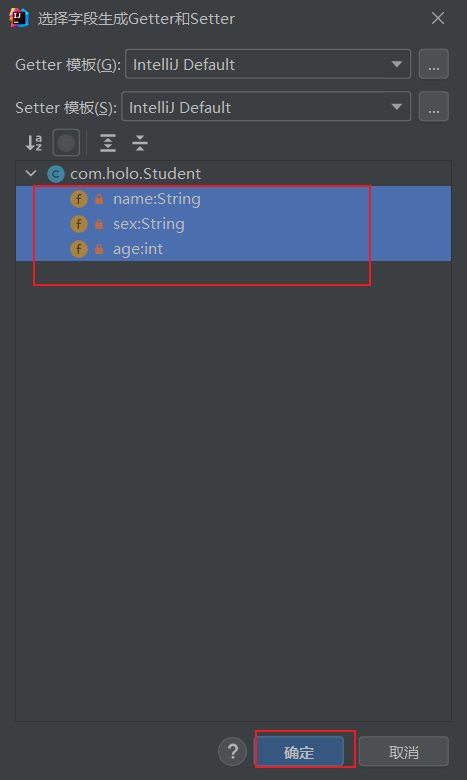 选择字段生成Getter和Setter
Getter 模板(G): IntelliJ Default ...
Setter 模板(S): IntelliJ Default ...
com.holo.Student
name:String
sex:String
age:int
? 确定 取消